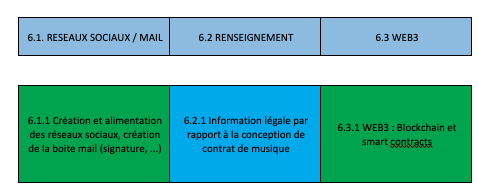 6.1. RESEAUX SOCIAUX / MAIL
6.2 RENSEIGNEMENT
6.3 WEB3
6.1.1 Création et alimentation
des réseaux sociaux, création
de la boite mail (signature, ...)
6.2.1 Information légale par
rapport à la conception de
contrat de musique
6.3.1 WEB3 : Blockchain et
smart contracts